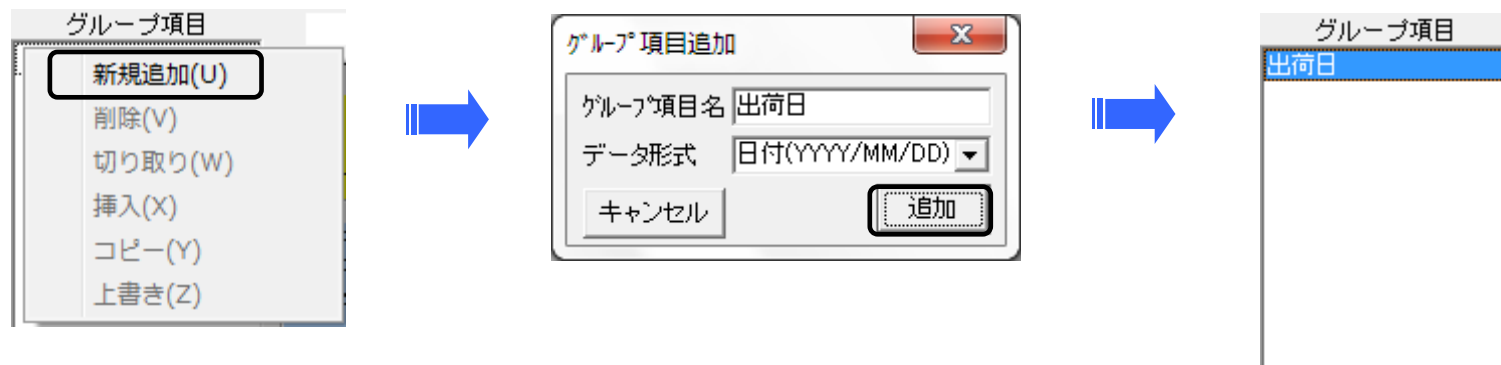 グループ項目
新規追加(U)
削除(V)
切り取り(W)
挿入(X)
コピー(Y)
上書き(Z)
ｸﾞﾙｰﾌﾟ項目追加
ｸﾞﾙｰﾌﾟ項目名 出荷日
データ形式 日付(YYYY/MM/DD)
キャンセル 追加
グループ項目
出荷日